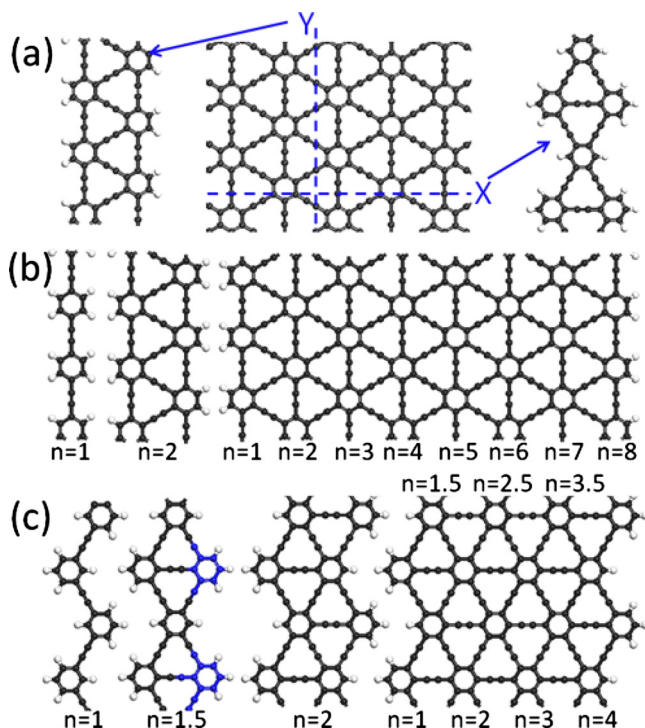 Y
(a)
X
(b)
n=1 n=2 n=1 n=2 n=3 n=4 n=5 n=6 n=7 n=8
n=1.5 n=2.5 n=3.5
(c)
n=1 n=1.5 n=2 n=1 n=2 n=3 n=4